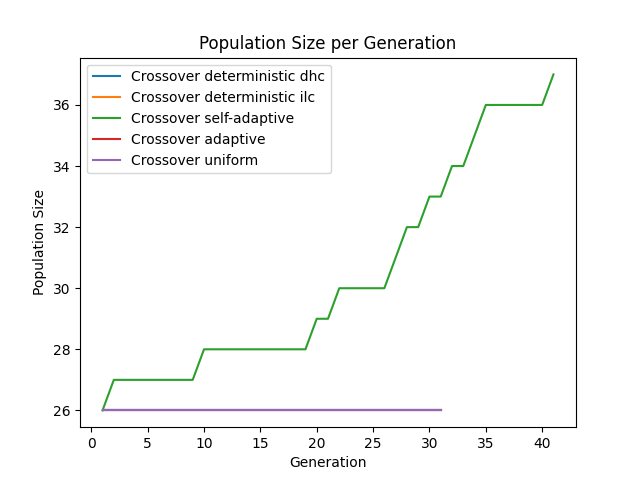 Population Size per Generation
Crossover deterministic dhc
Crossover deterministic ilc
Crossover self-adaptive
Crossover adaptive
Crossover uniform
36
34
32
30
28
26
Population Size
0 5 10 15 20 25 30 35 40
Generation